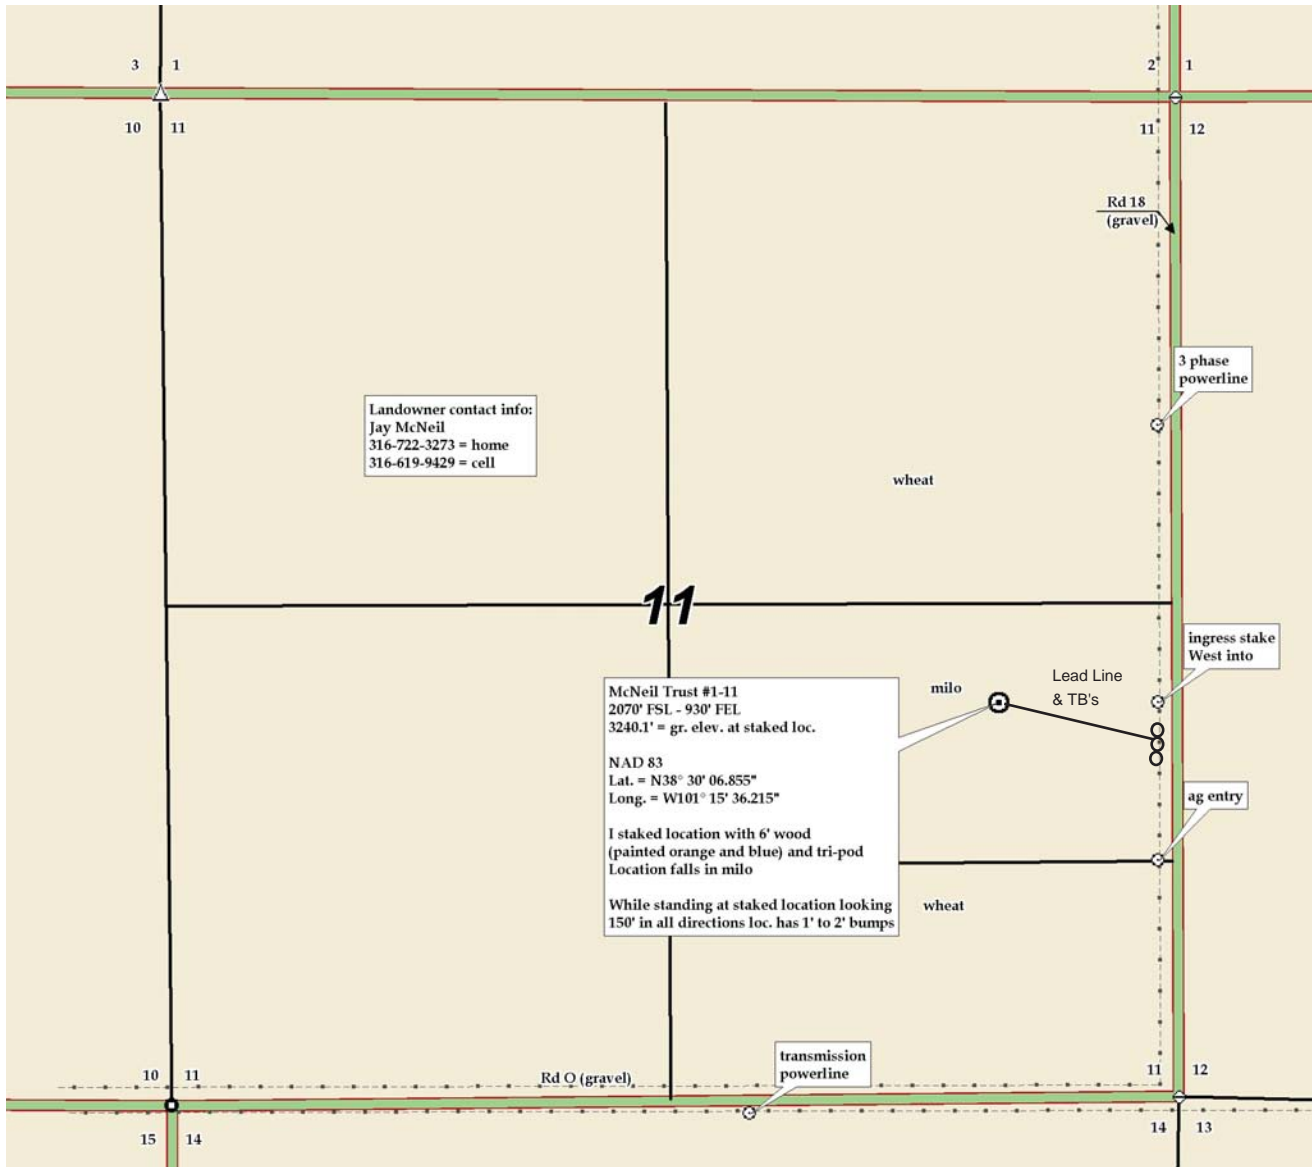 3 1
2 1
10 11
11 12
Rd 18
(gravel)
3 phase
powerline
Landowner contact info:
Jay McNeil
316-722-3273 = home
316-619-9429 = cell
wheat
11
ingress stake
West into
Lead Line
& TB's
milo
McNeil Trust #1-11
2070' FSL - 930' FEL
3240.1' = gr. elev. at staked loc.
NAD 83
Lat. = N38° 30' 06.855"
Long. = W101° 15' 36.215"
I staked location with 6' wood
(painted orange and blue) and tri-pod
Location falls in milo
While standing at staked location looking
150' in all directions loc. has 1' to 2' bumps
ag entry
wheat
transmission
powerline
10 11
Rd O (gravel)
11 12
15 14
14 13